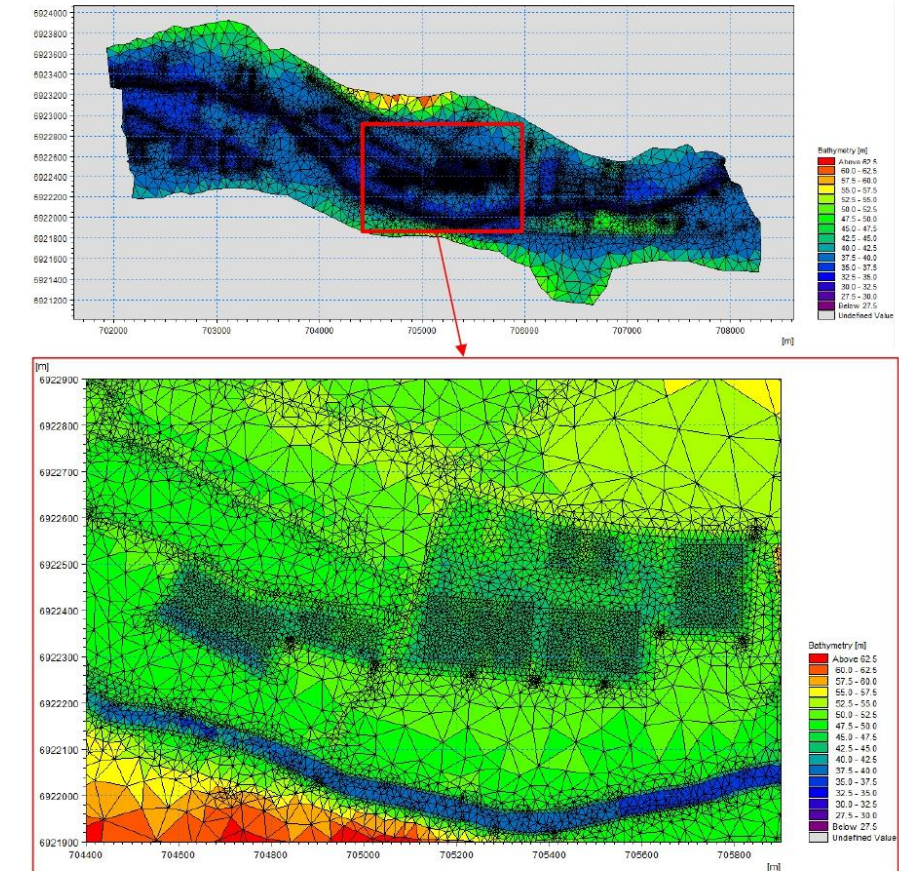 6924000
6923800
6923600
6923400
6923200
6923000
6922800
6922600
6922400
6922200
6922000
6921800
6921600
6921400
6921200
702000 703000 704000 705000 706000 707000 708000
[m]
Bathymetry [m]
Above 62.5
60.0 - 62.5
57.5 - 60.0
55.0 - 57.5
52.5 - 55.0
50.0 - 52.5
47.5 - 50.0
45.0 - 47.5
42.5 - 45.0
40.0 - 42.5
37.5 - 40.0
35.0 - 37.5
32.5 - 35.0
30.0 - 32.5
27.5 - 30.0
Below 27.5
Undefined Value
[m]
6922900
6922800
6922700
6922600
6922500
6922400
6922300
6922200
6922100
6922000
6921900
704400 704600 704800 705000 705200 705400 705600 705800
[m]
Bathymetry [m]
Above 62.5
60.0 - 62.5
57.5 - 60.0
55.0 - 57.5
52.5 - 55.0
50.0 - 52.5
47.5 - 50.0
45.0 - 47.5
42.5 - 45.0
40.0 - 42.5
37.5 - 40.0
35.0 - 37.5
32.5 - 35.0
30.0 - 32.5
27.5 - 30.0
Below 27.5
Undefined Value